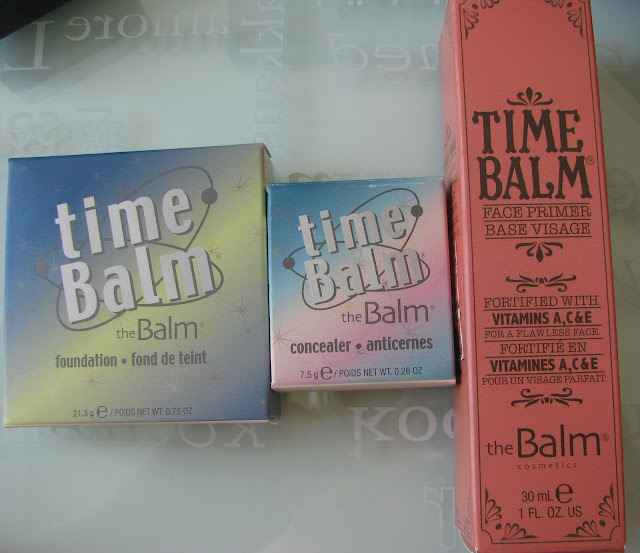 amore L
time
Balm®
the Balm®
foundation • fond de teint
21.3 g e / POIDS NET WT. 0.75 OZ
time
Balm®
the Balm®
concealer • anticernes
7.5 g e / POIDS NET WT. 0.26 OZ
TIME
BALM®
FACE PRIMER
BASE VISAGE
FORTIFIED WITH
VITAMINS A,C&E
FOR A FLAWLESS FACE.
FORTIFIÉ EN
VITAMINES A,C&E
POUR UN VISAGE PARFAIT.
the Balm®
cosmetics
30 mL e
1 FL. OZ. US